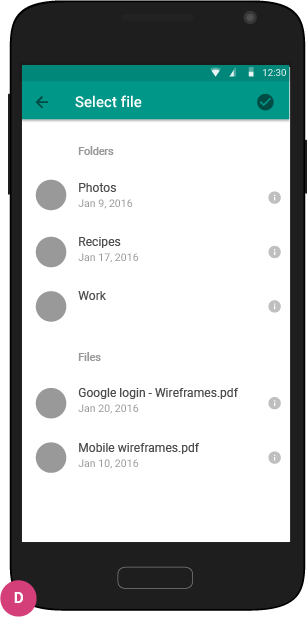 12:30
Select file
Folders
Photos
Jan 9, 2016
Recipes
Jan 17, 2016
Work
Files
Google login - Wireframes.pdf
Jan 20, 2016
Mobile wireframes.pdf
Jan 10, 2016
D